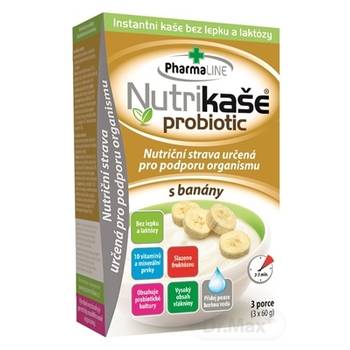 Instantní kaše bez lepku a laktózy
PharmaLINE
Nutrikaše®
probiotic
Nutriční strava určená
pro podporu organismu
s banány
Bez lepku
a laktózy
10 vitamínů
a minerální
prvky
Slazeno
fruktózou
Obsahuje
probiotické
kultury
Vysoký
obsah
vlákniny
Přidej pouze
horkou vodu
3 porce
(3 x 60 g)
Nutriční strava
určená pro podporu organismu